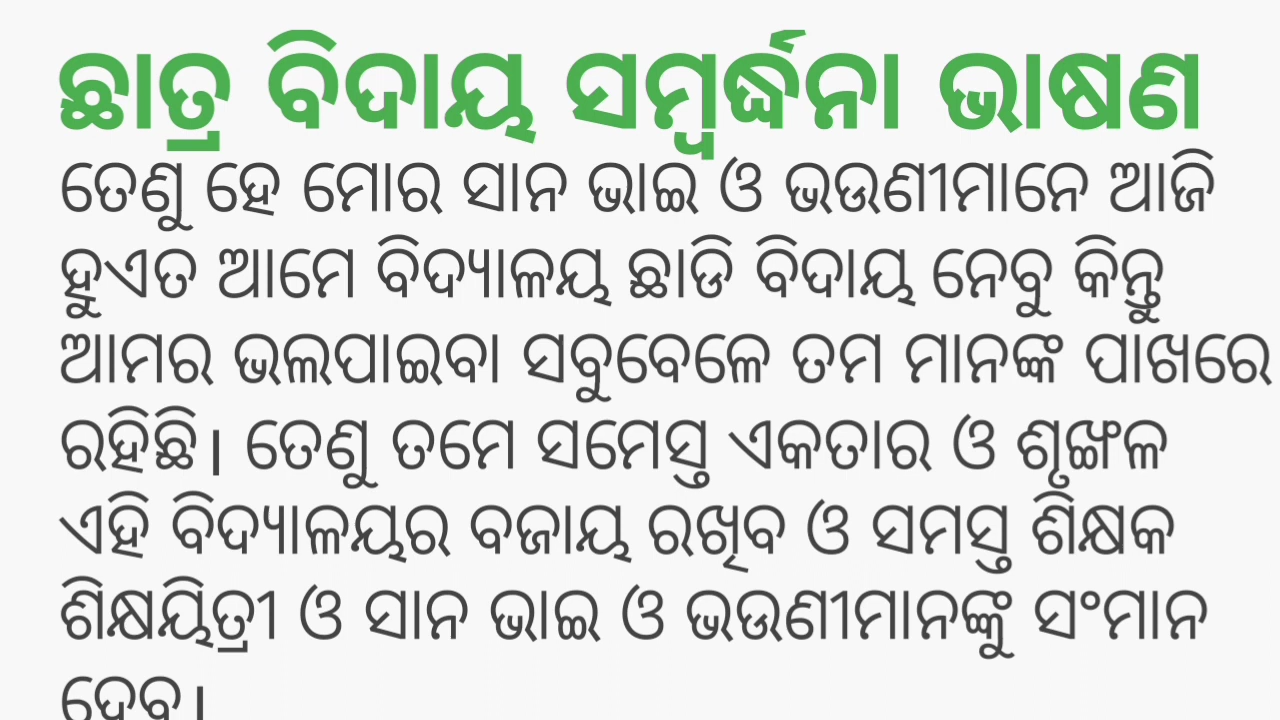 ଛାତ୍ର ବିଦାୟ ସମ୍ବର୍ଦ୍ଧନା ଭାଷଣ
ତେଣୁ ହେ ମୋର ସାନ ଭାଇ ଓ ଭଉଣୀମାନେ ଆଜି
ହୁଏତ ଆମେ ବିଦ୍ୟାଳୟ ଛାଡି ବିଦାୟ ନେବୁ କିନ୍ତୁ
ଆମର ଭଲପାଇବା ସବୁବେଳେ ତମ ମାନଙ୍କ ପାଖରେ
ରହିଛି। ତେଣୁ ତମେ ସମେସ୍ତ ଏକତାର ଓ ଶୃଙ୍ଖଳ
ଏହି ବିଦ୍ୟାଳୟର ବଜାୟ ରଖିବ ଓ ସମସ୍ତ ଶିକ୍ଷକ
ଶିକ୍ଷୟିତ୍ରୀ ଓ ସାନ ଭାଇ ଓ ଭଉଣୀମାନଙ୍କୁ ସଂମାନ
ଦେବ।